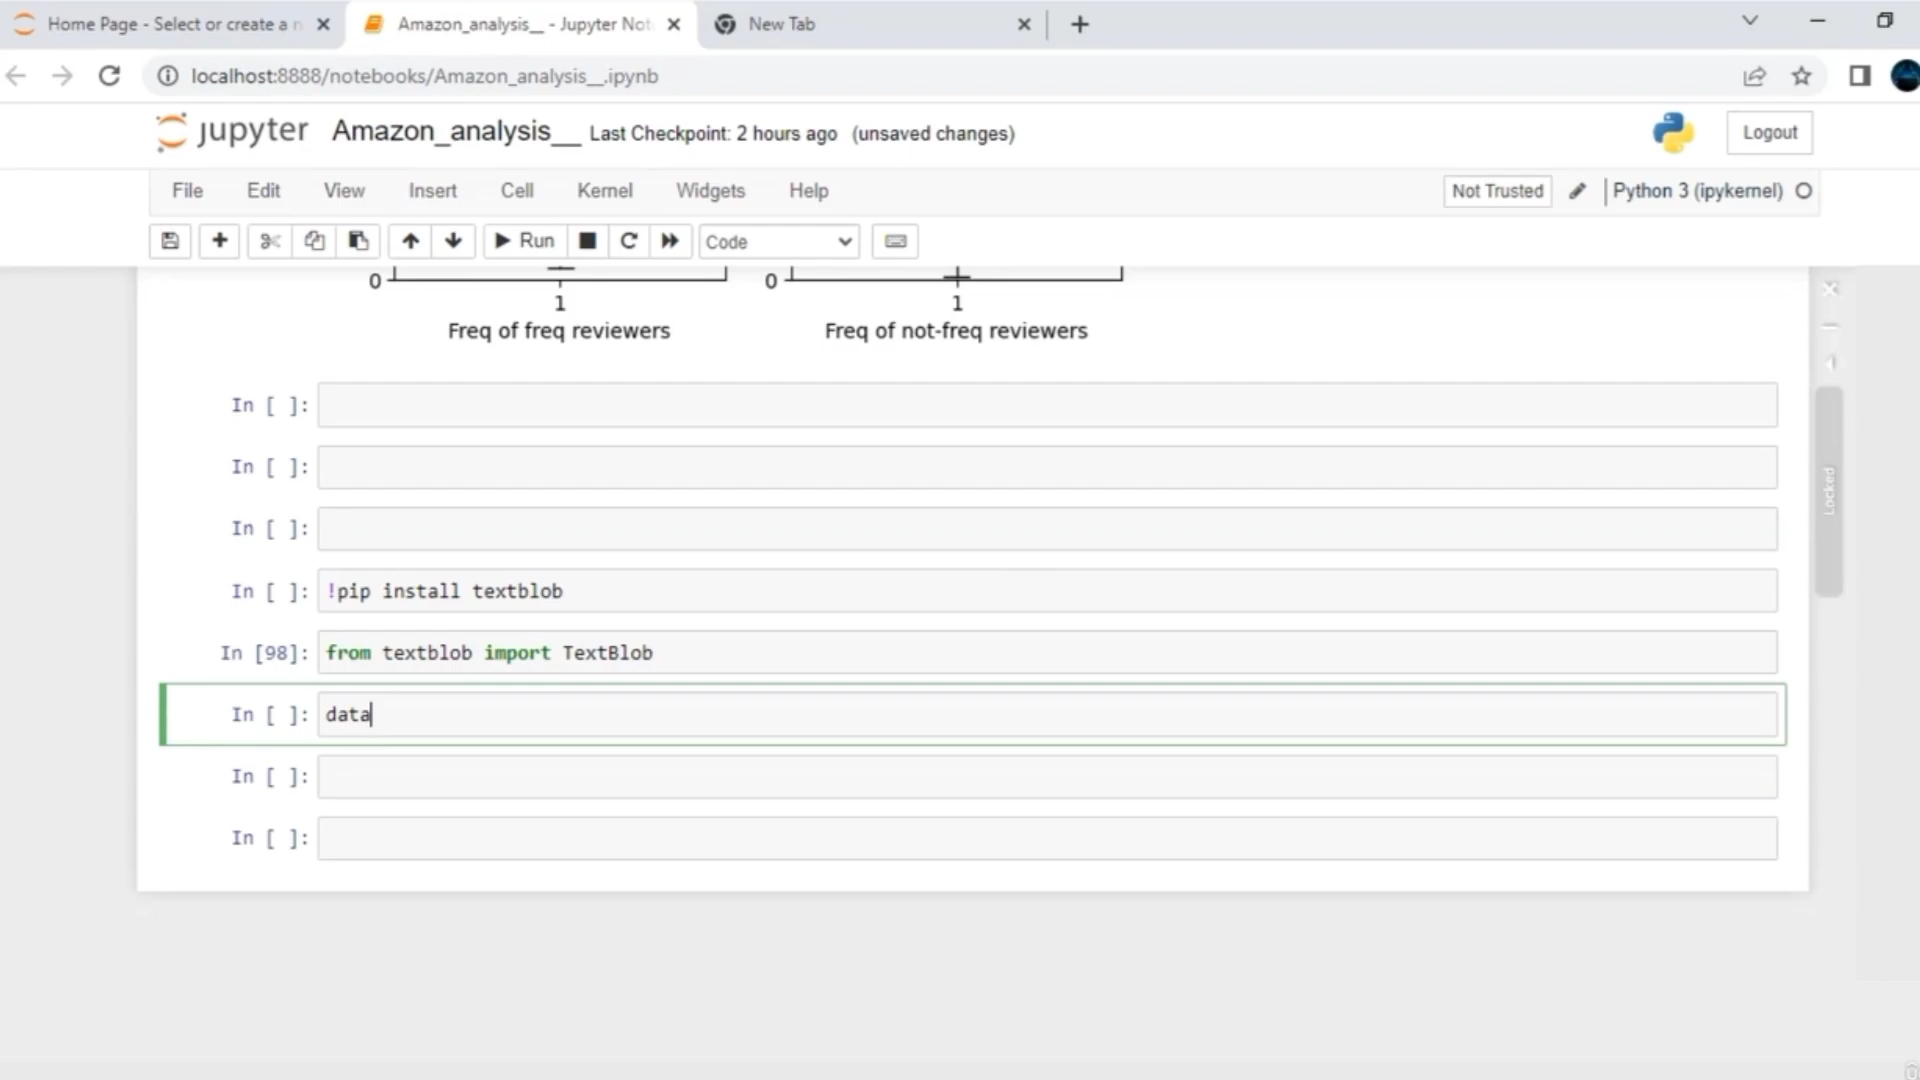 Home Page - Select or create a n
Amazon_analysis__ - Jupyter Not
New Tab
localhost:8888/notebooks/Amazon_analysis__.ipynb
jupyter Amazon_analysis__ Last Checkpoint: 2 hours ago (unsaved changes)
Logout
File Edit View Insert Cell Kernel Widgets Help
Not Trusted
Python 3 (ipykernel)
Run
Code
0 0
1 1
Freq of freq reviewers Freq of not-freq reviewers
In [ ]:
In [ ]:
In [ ]:
In [ ]: !pip install textblob
In [98]: from textblob import TextBlob
In [ ]: data
In [ ]:
In [ ]:
Locked